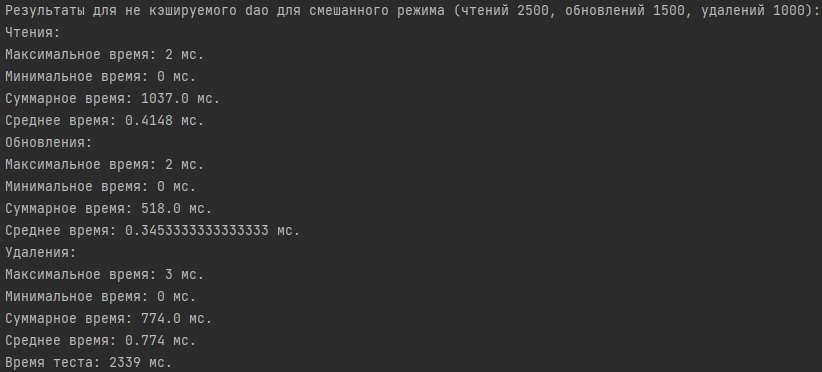 Результаты для не кэшируемого dao для смешанного режима (чтений 2500, обновлений 1500, удалений 1000):
Чтения:
Максимальное время: 2 мс.
Минимальное время: 0 мс.
Суммарное время: 1037.0 мс.
Среднее время: 0.4148 мс.
Обновления:
Максимальное время: 2 мс.
Минимальное время: 0 мс.
Суммарное время: 518.0 мс.
Среднее время: 0.3453333333333333 мс.
Удаления:
Максимальное время: 3 мс.
Минимальное время: 0 мс.
Суммарное время: 774.0 мс.
Среднее время: 0.774 мс.
Время теста: 2339 мс.